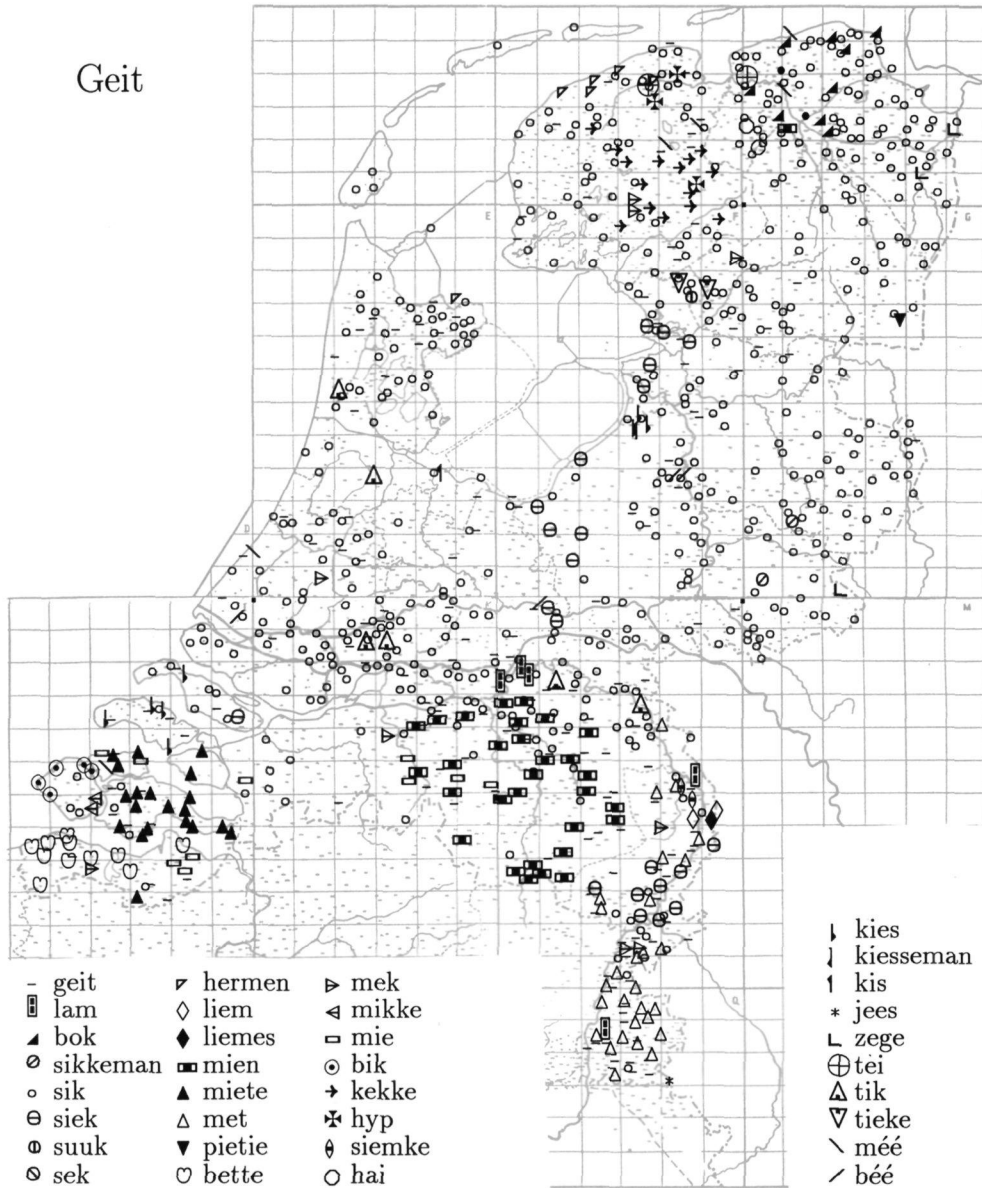 Geit
E
F
G
D
I
M
Q
geit
lam
bok
sikkeman
sik
siek
suuk
sek
hermen
liem
liemes
mien
miete
met
pietie
bette
mek
mikke
mie
bik
kekke
hyp
siemke
hai
kies
kiesseman
kis
jees
zege
tei
tik
tieke
méé
béé